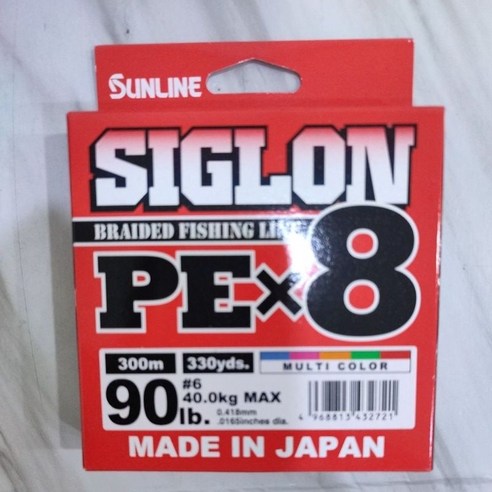 SUNLINE
SIGLON
BRAIDED FISHING LINE
PE×8
300m 330yds.
MULTI COLOR
90lb.
#6
40.0kg MAX
0.418mm
.0165inches dia.
4 968813 432721
MADE IN JAPAN